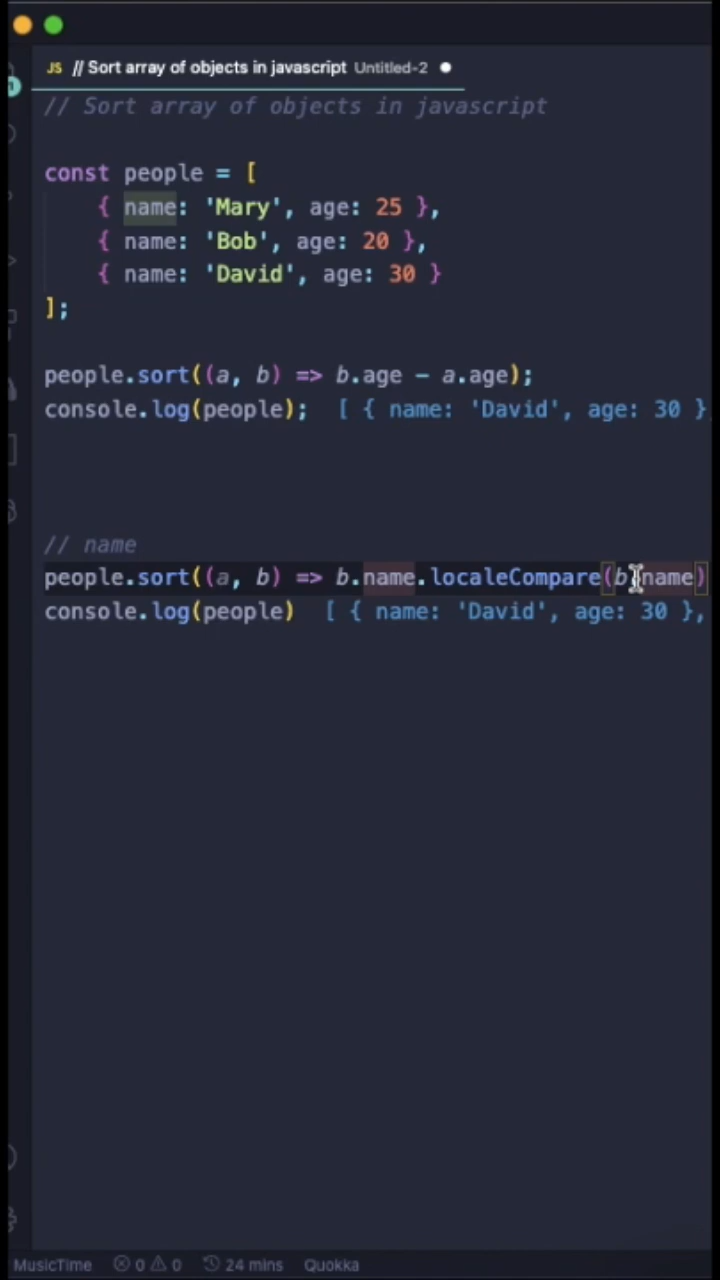 JS // Sort array of objects in javascript Untitled-2
// Sort array of objects in javascript
const people = [
{ name: 'Mary', age: 25 },
{ name: 'Bob', age: 20 },
{ name: 'David', age: 30 }
];
people.sort((a, b) => b.age - a.age);
console.log(people); [ { name: 'David', age: 30 }
// name
people.sort((a, b) => b.name.localeCompare(b.name)
console.log(people) [ { name: 'David', age: 30 },
MusicTime 0 0 24 mins Quokka